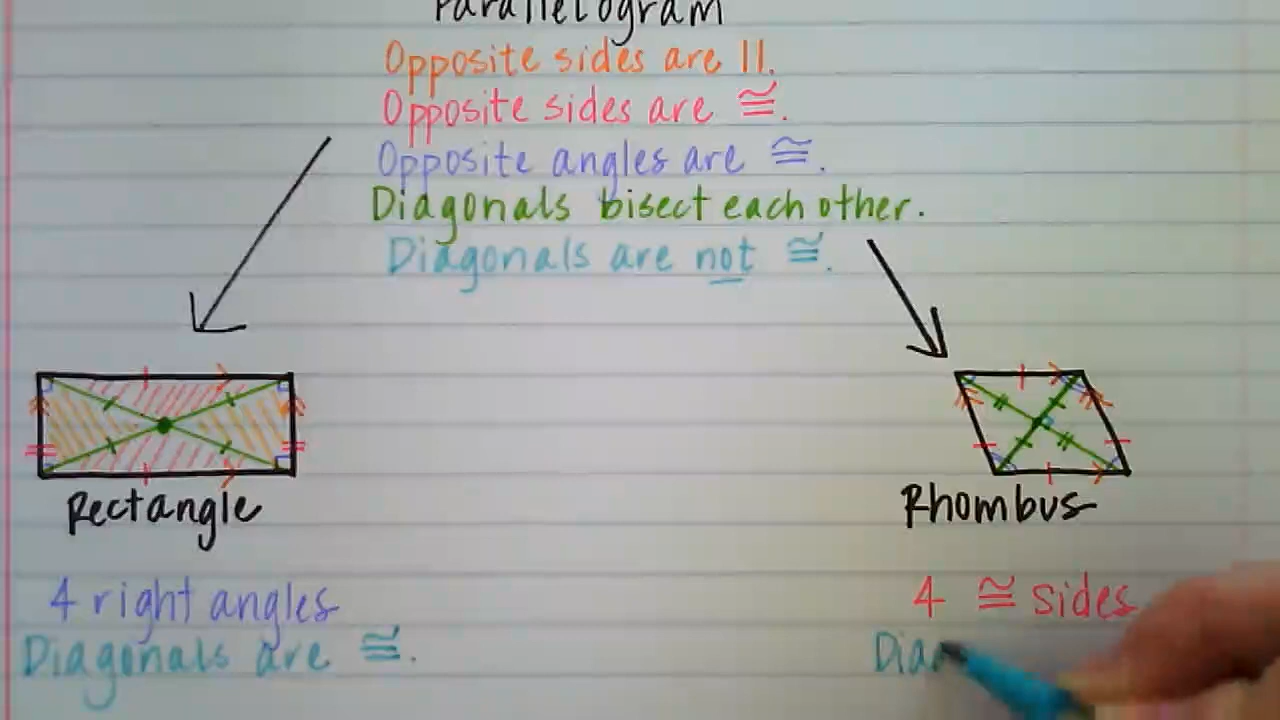 Parallelogram
Opposite sides are ||.
Opposite sides are ≅.
Opposite angles are ≅.
Diagonals bisect each other.
Diagonals are not ≅.
Rectangle
Rhombus
4 right angles
4 ≅ sides
Diagonals are ≅.
Diag